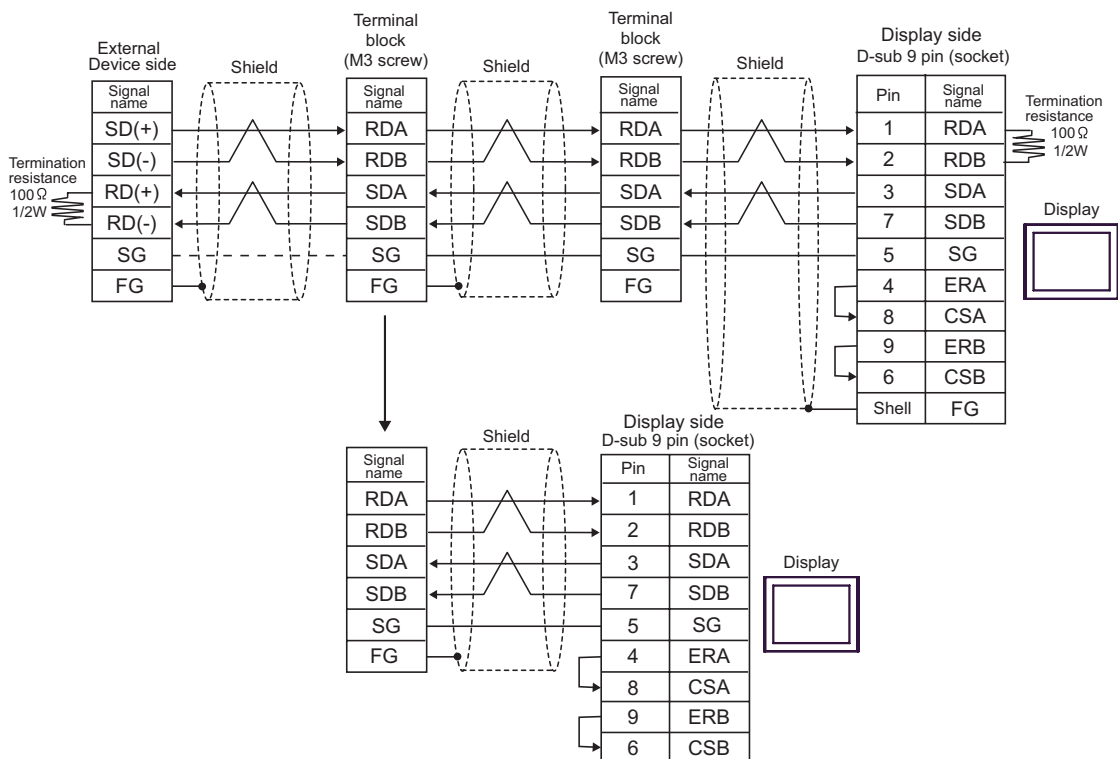 External
Device side
Signal
name
SD(+)
SD(-)
RD(+)
RD(-)
SG
FG
Termination
resistance
100Ω
1/2W
Shield
Terminal
block
(M3 screw)
Signal
name
RDA
RDB
SDA
SDB
SG
FG
Shield
Terminal
block
(M3 screw)
Signal
name
RDA
RDB
SDA
SDB
SG
FG
Shield
Display side
D-sub 9 pin (socket)
Pin Signal
name
1 RDA
2 RDB
3 SDA
7 SDB
5 SG
4 ERA
8 CSA
9 ERB
6 CSB
Shell FG
Termination
resistance
100Ω
1/2W
Display
Signal
name
RDA
RDB
SDA
SDB
SG
FG
Shield
Display side
D-sub 9 pin (socket)
Pin Signal
name
1 RDA
2 RDB
3 SDA
7 SDB
5 SG
4 ERA
8 CSA
9 ERB
6 CSB
Display